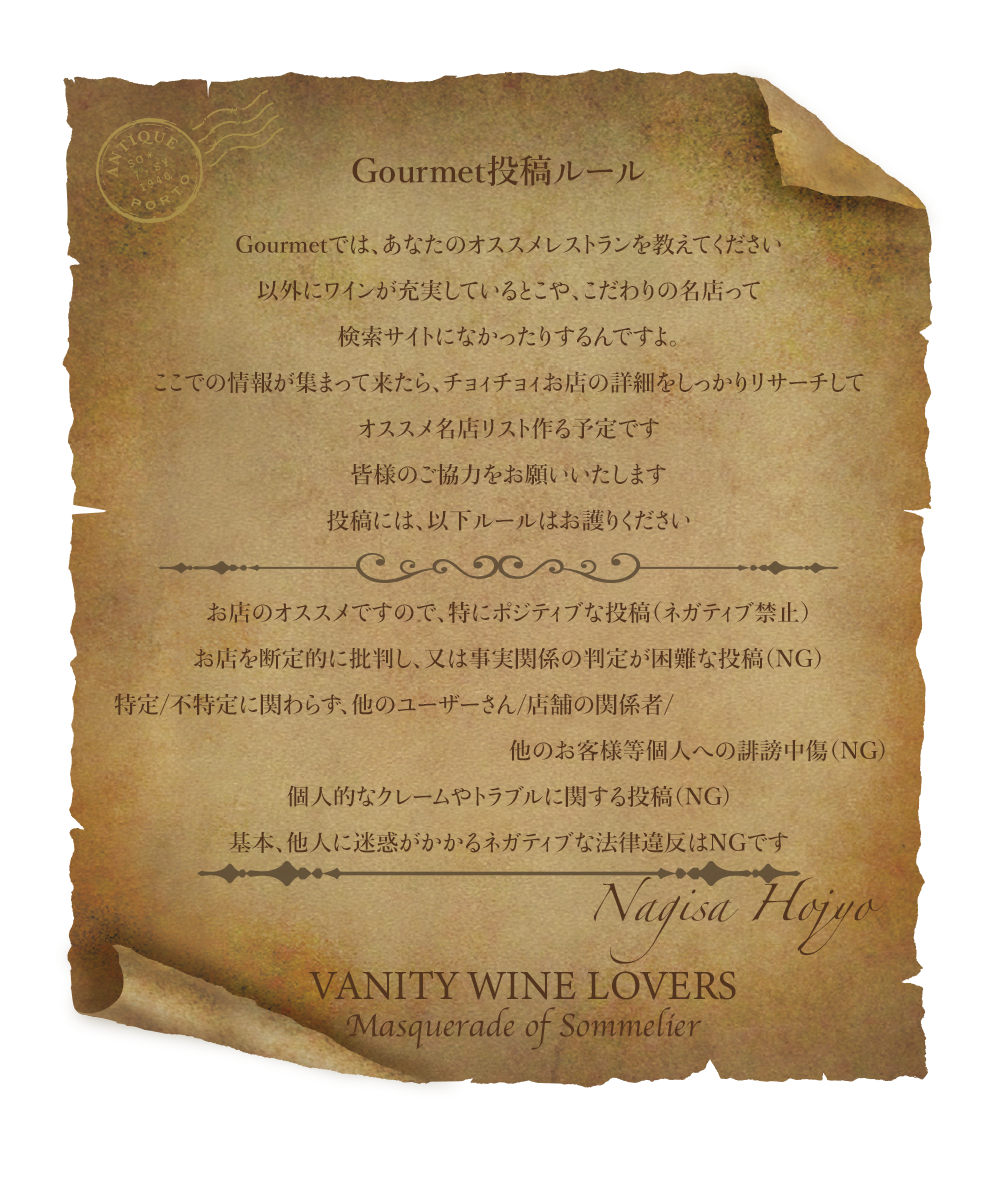 ANTIQUE
PORTO
Gourmet投稿ルール
Gourmetでは、あなたのオススメレストランを教えてください
以外にワインが充実しているとこや、こだわりの名店って
検索サイトになかったりするんですよ。
ここでの情報が集まって来たら、チョィチョィお店の詳細をしっかりリサーチして
オススメ名店リスト作る予定です
皆様のご協力をお願いいたします
投稿には、以下ルールはお護りください
お店のオススメですので、特にポジティブな投稿（ネガティブ禁止）
お店を断定的に批判し、又は事実関係の判定が困難な投稿（NG）
特定/不特定に関わらず、他のユーザーさん/店舗の関係者/
他のお客様等個人への誹謗中傷（NG）
個人的なクレームやトラブルに関する投稿（NG）
基本、他人に迷惑がかかるネガティブな法律違反はNGです
Nagisa Hojyo
VANITY WINE LOVERS
Masquerade of Sommelier